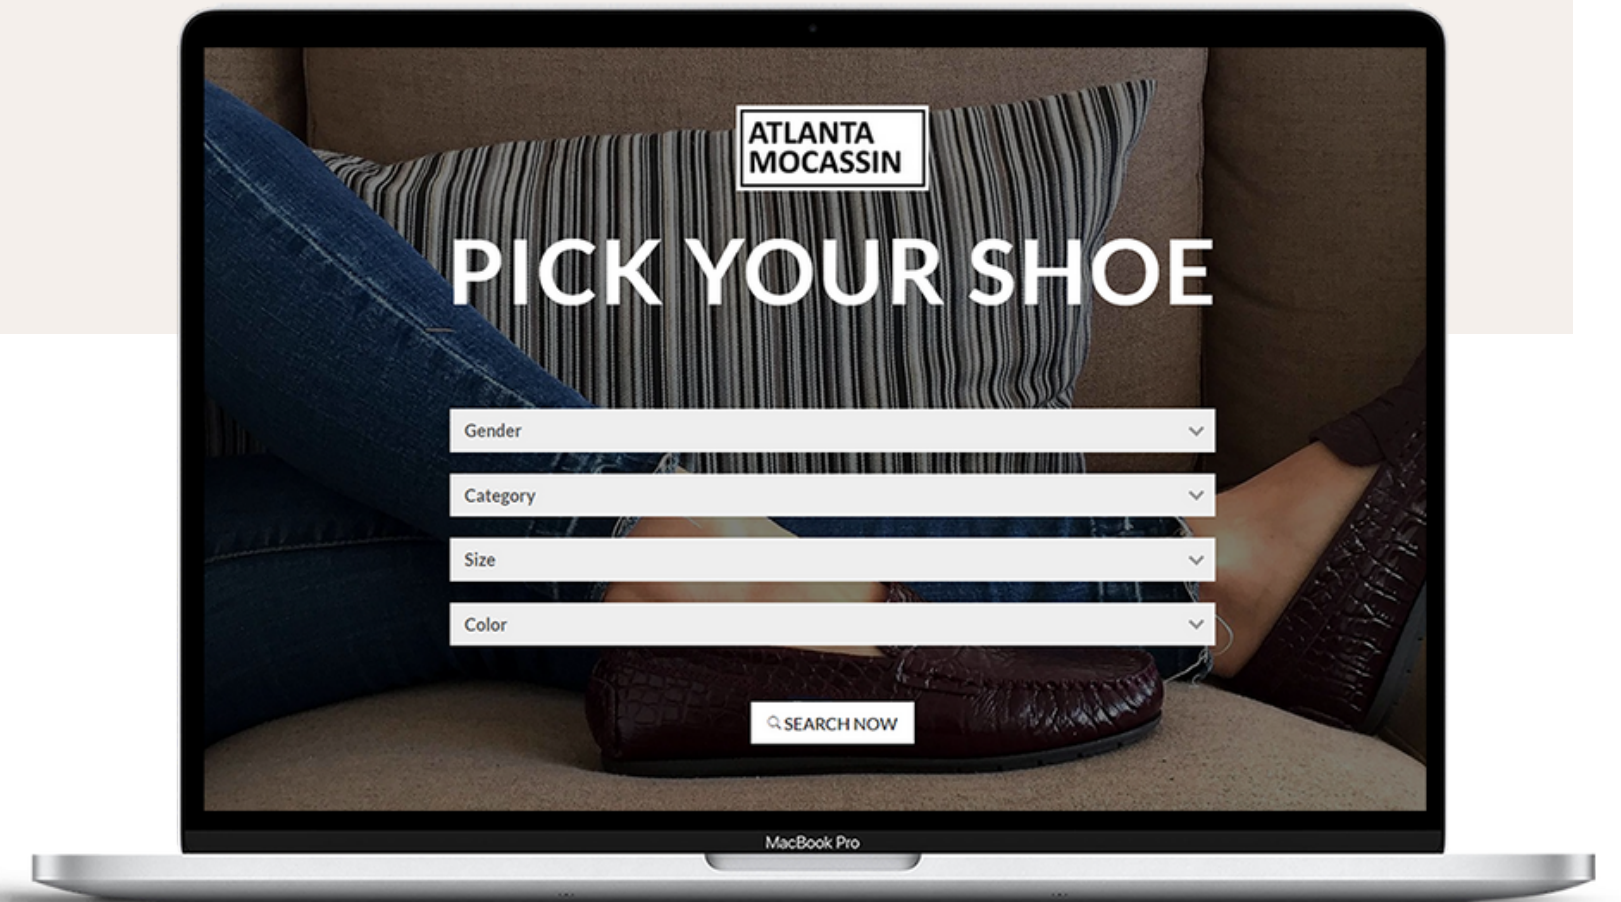 ATLANTA
MOCASSIN
PICK YOUR SHOE
Gender
Category
Size
Color
SEARCH NOW
MacBook Pro